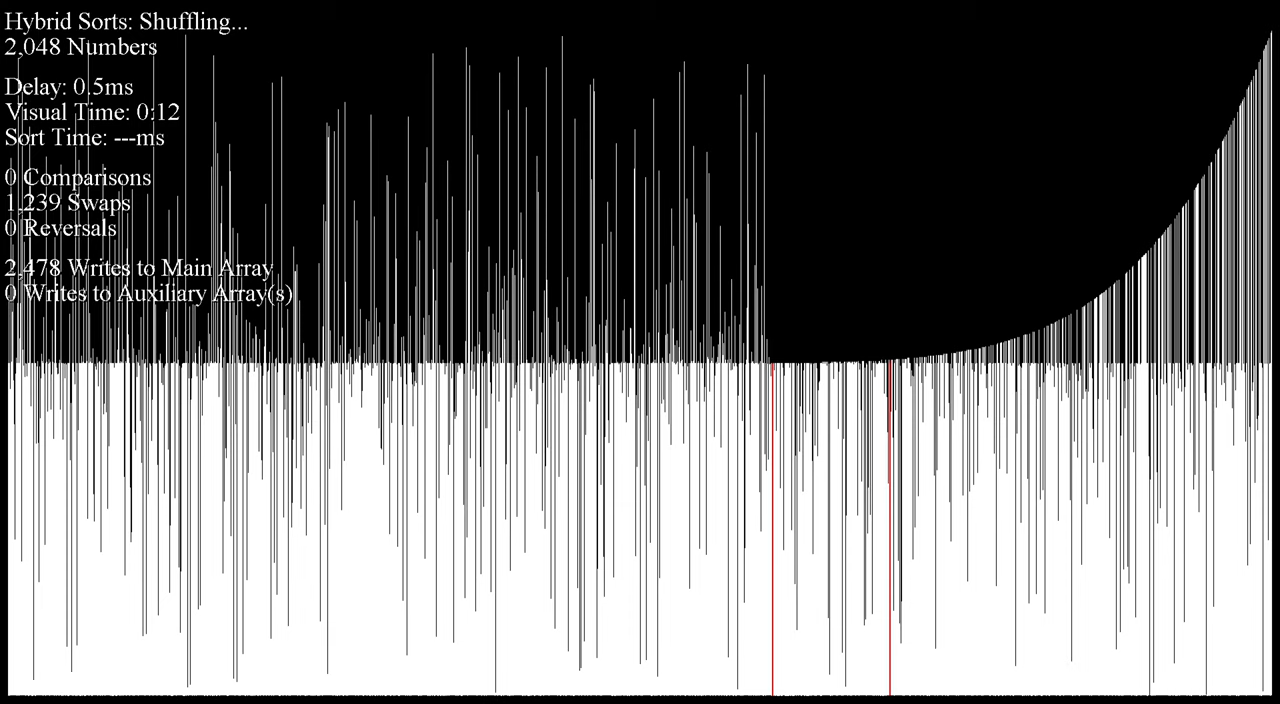 Hybrid Sorts: Shuffling...
2,048 Numbers
Delay: 0.5ms
Visual Time: 0:12
Sort Time: ---ms
0 Comparisons
1,239 Swaps
0 Reversals
2,478 Writes to Main Array
0 Writes to Auxiliary Array(s)